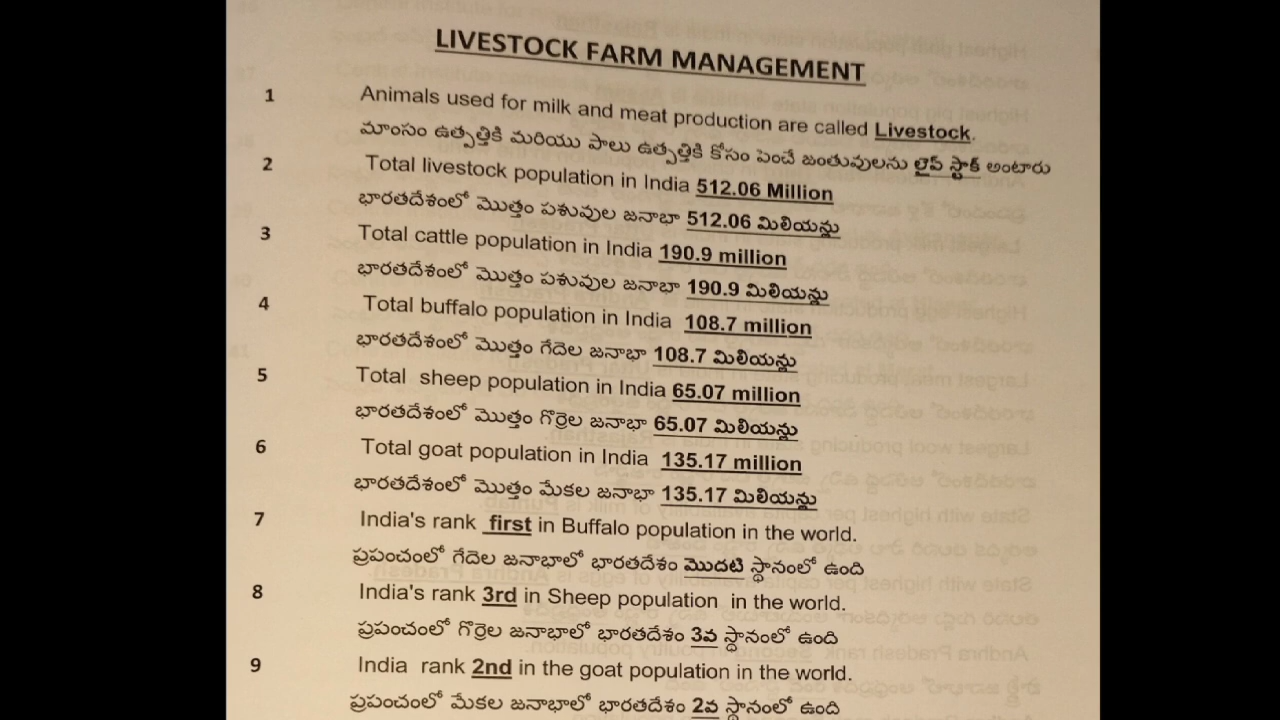 LIVESTOCK FARM MANAGEMENT
1 Animals used for milk and meat production are called Livestock.
మాంసం ఉత్పత్తికి మరియు పాలు ఉత్పత్తికి కోసం పెంచే జంతువులను లైవ్ స్టాక్ అంటారు
2 Total livestock population in India 512.06 Million
భారతదేశంలో మొత్తం పశువుల జనాబా 512.06 మిలియన్లు
3 Total cattle population in India 190.9 million
భారతదేశంలో మొత్తం పశువుల జనాబా 190.9 మిలియన్లు
4 Total buffalo population in India 108.7 million
భారతదేశంలో మొత్తం గేదెల జనాభా 108.7 మిలియన్లు
5 Total sheep population in India 65.07 million
భారతదేశంలో మొత్తం గొర్రెల జనాభా 65.07 మిలియన్లు
6 Total goat population in India 135.17 million
భారతదేశంలో మొత్తం మేకల జనాభా 135.17 మిలియన్లు
7 India's rank first in Buffalo population in the world.
ప్రపంచంలో గేదెల జనాభాలో భారతదేశం మొదటి స్థానంలో ఉంది
8 India's rank 3rd in Sheep population in the world.
ప్రపంచంలో గొర్రెల జనాభాలో భారతదేశం 3వ స్థానంలో ఉంది
9 India rank 2nd in the goat population in the world.
ప్రపంచంలో మేకల జనాభాలో భారతదేశం 2వ స్థానంలో ఉంది